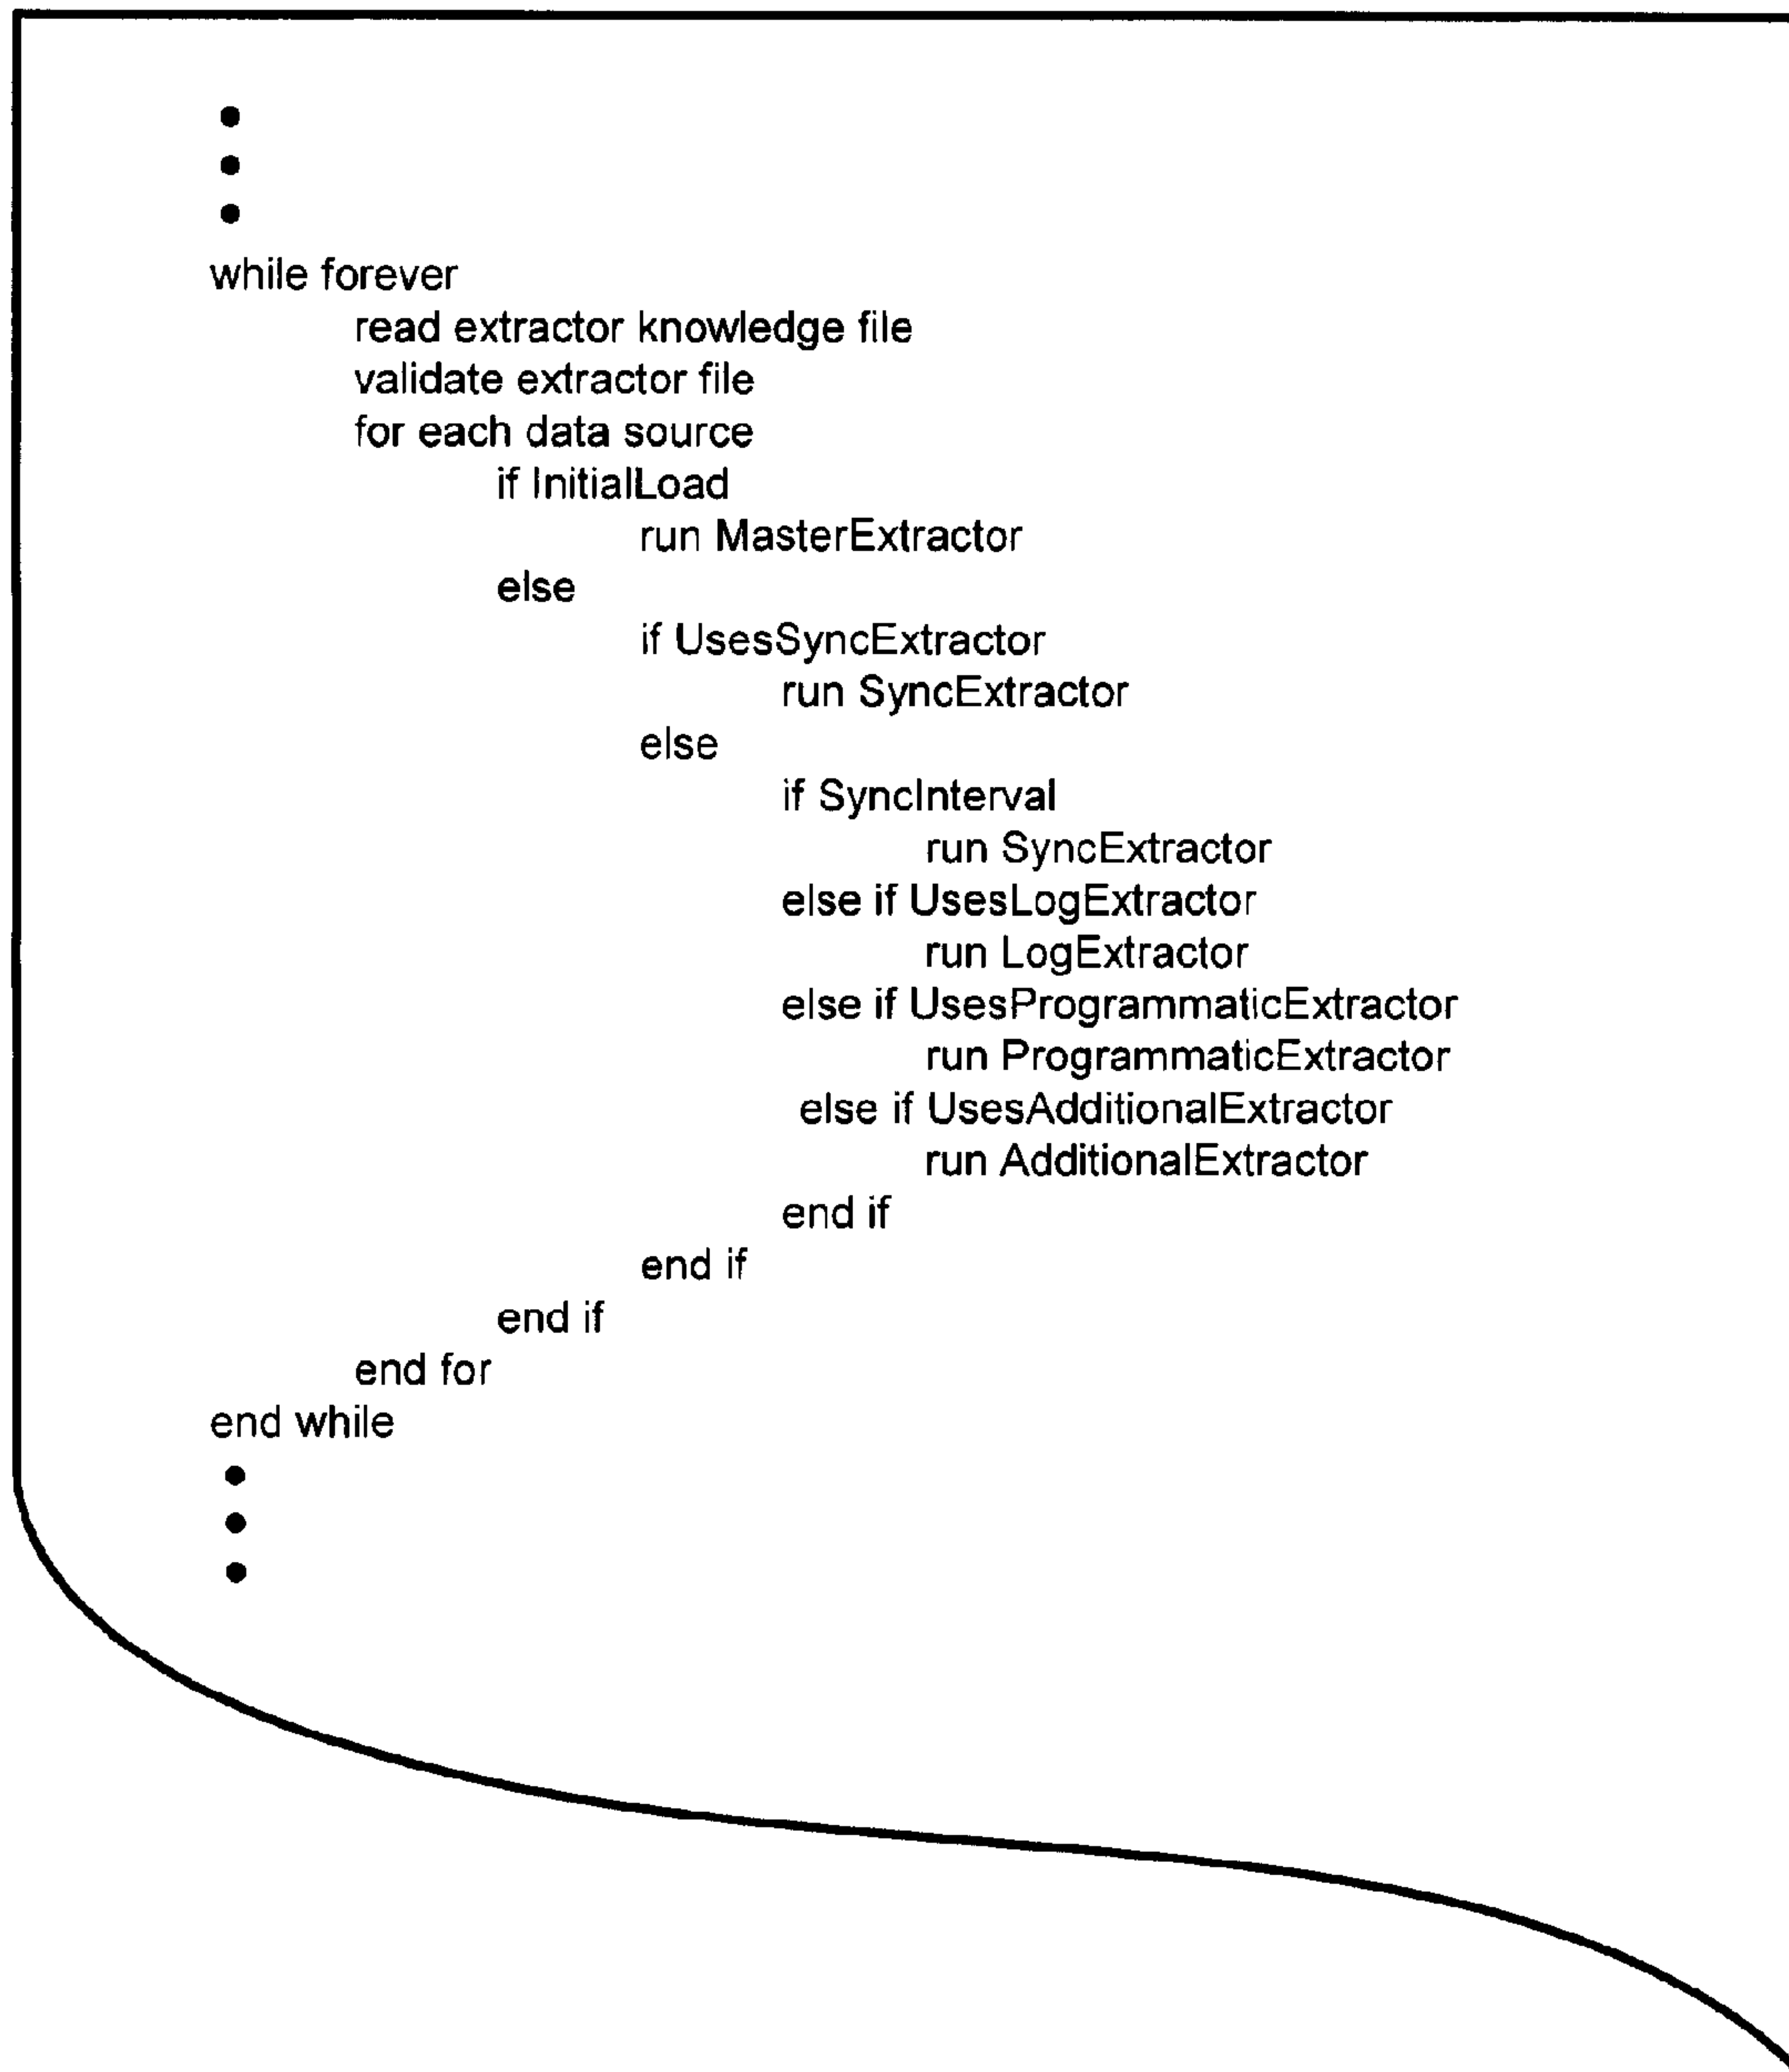 while forever
read extractor knowledge file
validate extractor file
for each data source
if InitialLoad
run MasterExtractor
else
if UsesSyncExtractor
run SyncExtractor
else
if SyncInterval
run SyncExtractor
else if UsesLogExtractor
run LogExtractor
else if UsesProgrammaticExtractor
run ProgrammaticExtractor
else if UsesAdditionalExtractor
run AdditionalExtractor
end if
end if
end if
end for
end while